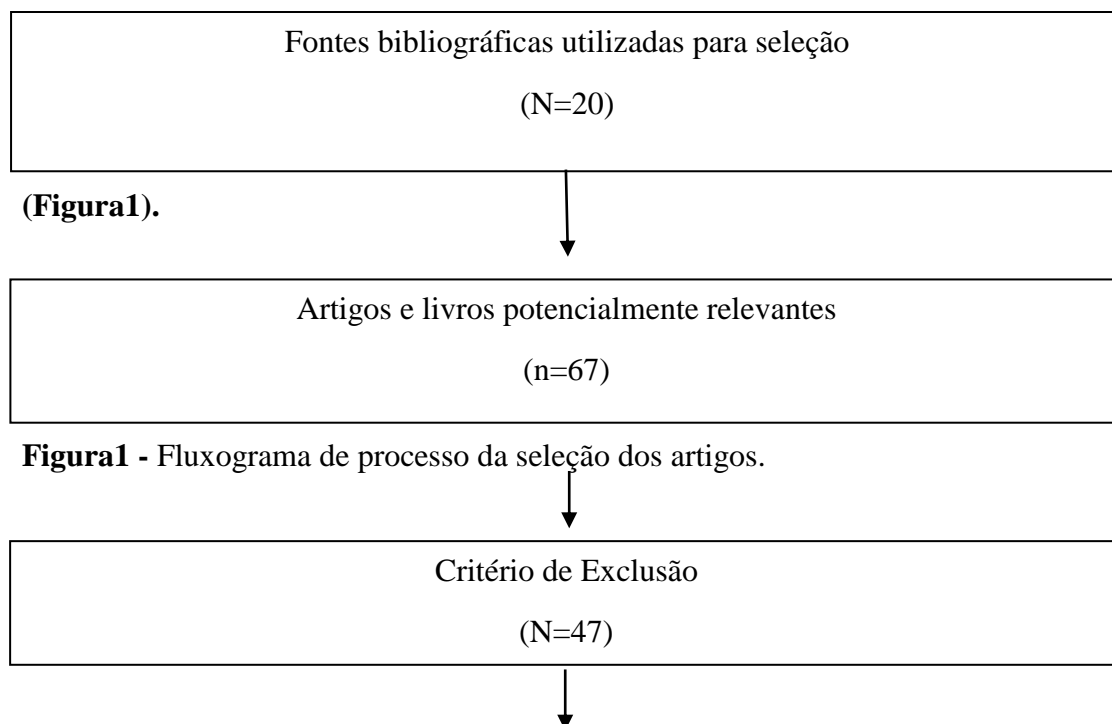 Fontes bibliográficas utilizadas para seleção
(N=20)
(Figura1).
Artigos e livros potencialmente relevantes
(n=67)
Figura1 - Fluxograma de processo da seleção dos artigos.
Critério de Exclusão
(N=47)